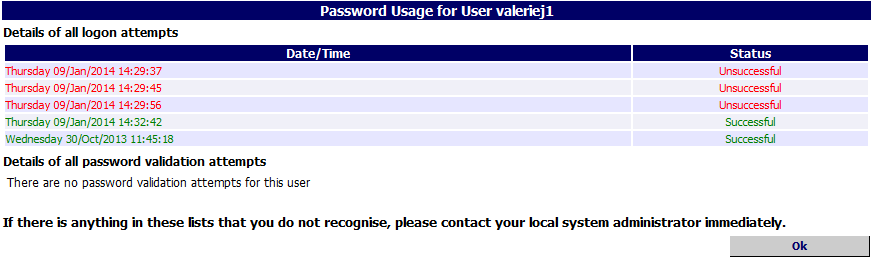 Password Usage for User valeriej1
Details of all logon attempts
Date/Time Status
Thursday 09/Jan/2014 14:29:37 Unsuccessful
Thursday 09/Jan/2014 14:29:45 Unsuccessful
Thursday 09/Jan/2014 14:29:56 Unsuccessful
Thursday 09/Jan/2014 14:32:42 Successful
Wednesday 30/Oct/2013 11:45:18 Successful
Details of all password validation attempts
There are no password validation attempts for this user
If there is anything in these lists that you do not recognise, please contact your local system administrator immediately.
Ok